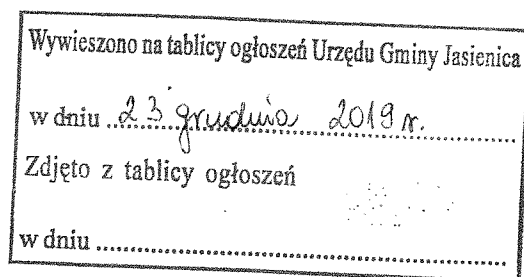 Wywieszono na tablicy ogłoszeń Urzędu Gminy Jasienica
w dniu 23 grudnia 2019 r.
Zdjęto z tablicy ogłoszeń
w dniu